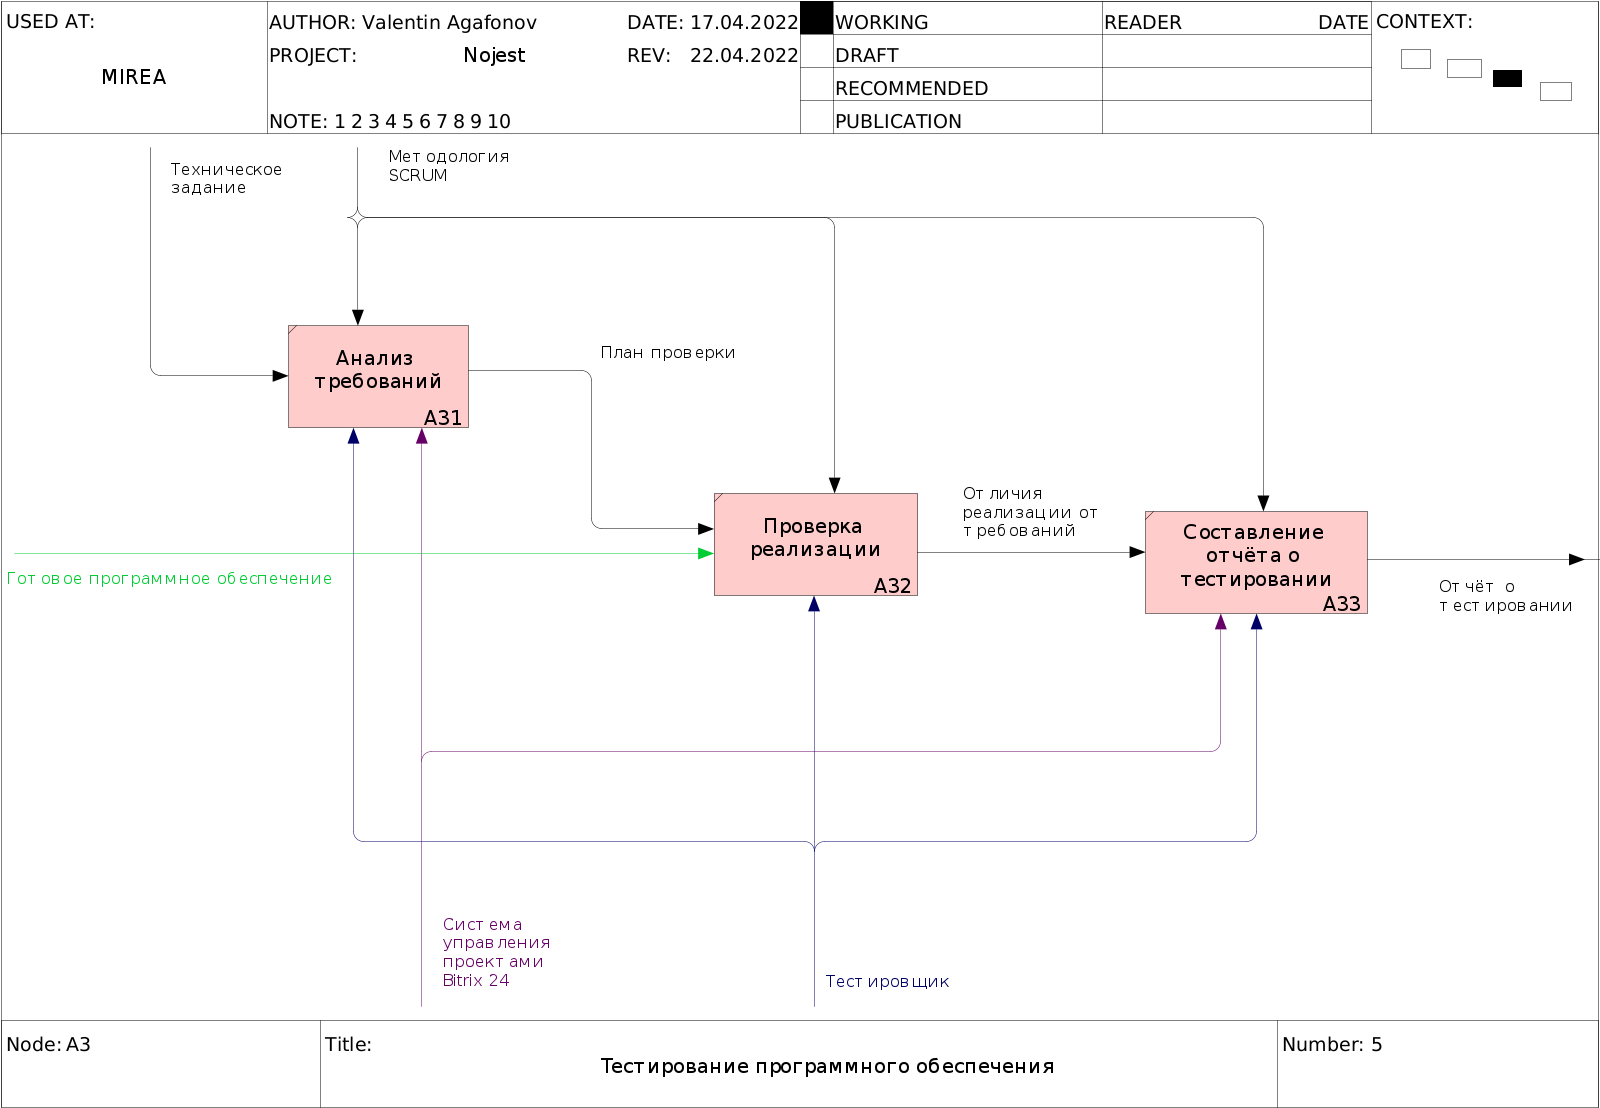 USED AT:
MIREA
AUTHOR: Valentin Agafonov
DATE: 17.04.2022
PROJECT:
Nojest
REV: 22.04.2022
NOTE: 1 2 3 4 5 6 7 8 9 10
WORKING
DRAFT
RECOMMENDED
PUBLICATION
READER
DATE
CONTEXT:
Техническое
задание
Методология
SCRUM
Анализ
требований
A31
План проверки
Проверка
реализации
A32
Отличия
реализации от
требований
Составление
отчёта о
тестировании
A33
Отчёт о
тестировании
Готовое программное обеспечение
Система
управления
проектами
Bitrix 24
Тестировщик
Node: A3
Title:
Тестирование программного обеспечения
Number: 5